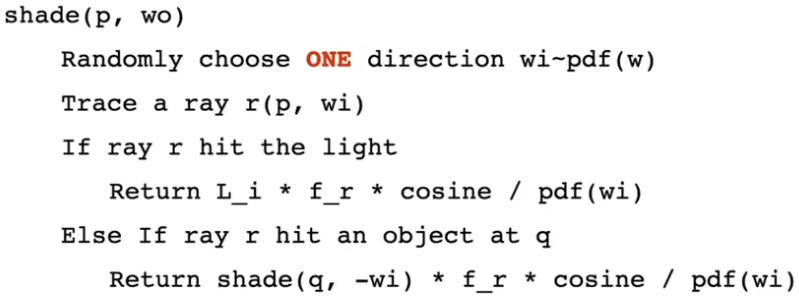 shade(p, wo)
Randomly choose ONE direction wi~pdf(w)
Trace a ray r(p, wi)
If ray r hit the light
Return L_i * f_r * cosine / pdf(wi)
Else If ray r hit an object at q
Return shade(q, -wi) * f_r * cosine / pdf(wi)